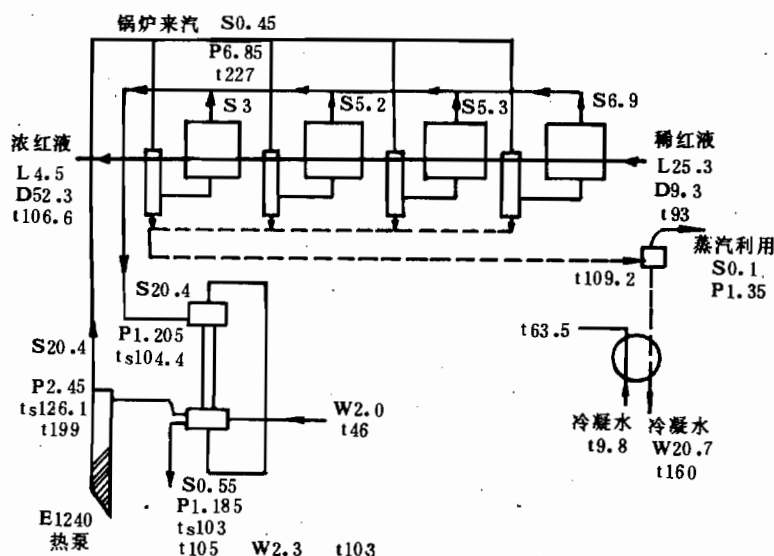 锅炉来汽 S0.45
P6.85
t227
S3
S5.2
S5.3
S6.9
浓红液
L4.5
D52.3
t106.6
稀红液
L25.3
D9.3
t93
蒸汽利用
S0.1
P1.35
t109.2
S20.4
P1.205
ts104.4
t63.5
S20.4
P2.45
ts126.1
t199
W2.0
t46
冷凝水
t9.8
冷凝水
W20.7
t160
S0.55
P1.185
ts103
t105 W2.3 t103
E1240
热泵